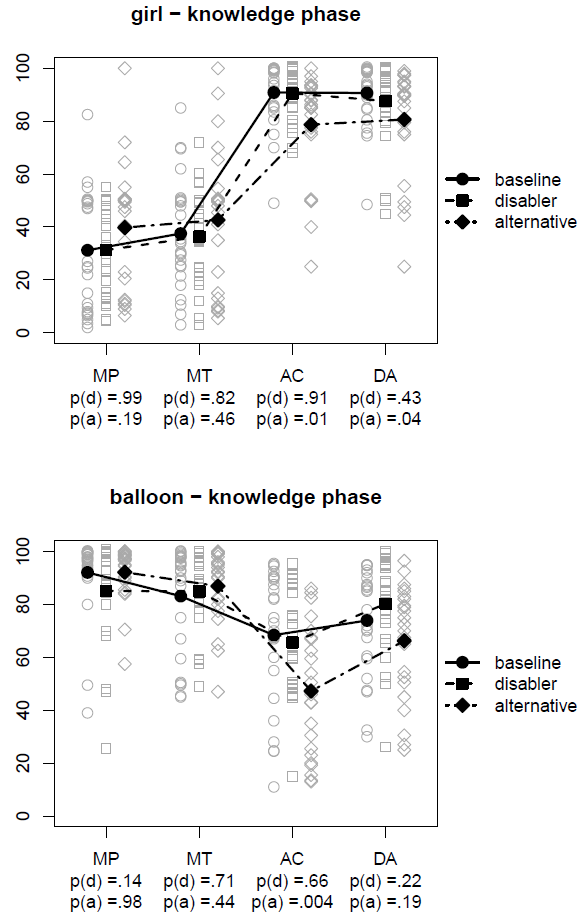 girl − knowledge phase
100
80
60
40
20
0
baseline
disabler
alternative
MP MT AC DA
p(d) =.99 p(d) =.82 p(d) =.91 p(d) =.43
p(a) =.19 p(a) =.46 p(a) =.01 p(a) =.04
balloon − knowledge phase
100
80
60
40
20
0
baseline
disabler
alternative
MP MT AC DA
p(d) =.14 p(d) =.71 p(d) =.66 p(d) =.22
p(a) =.98 p(a) =.44 p(a) =.004 p(a) =.19